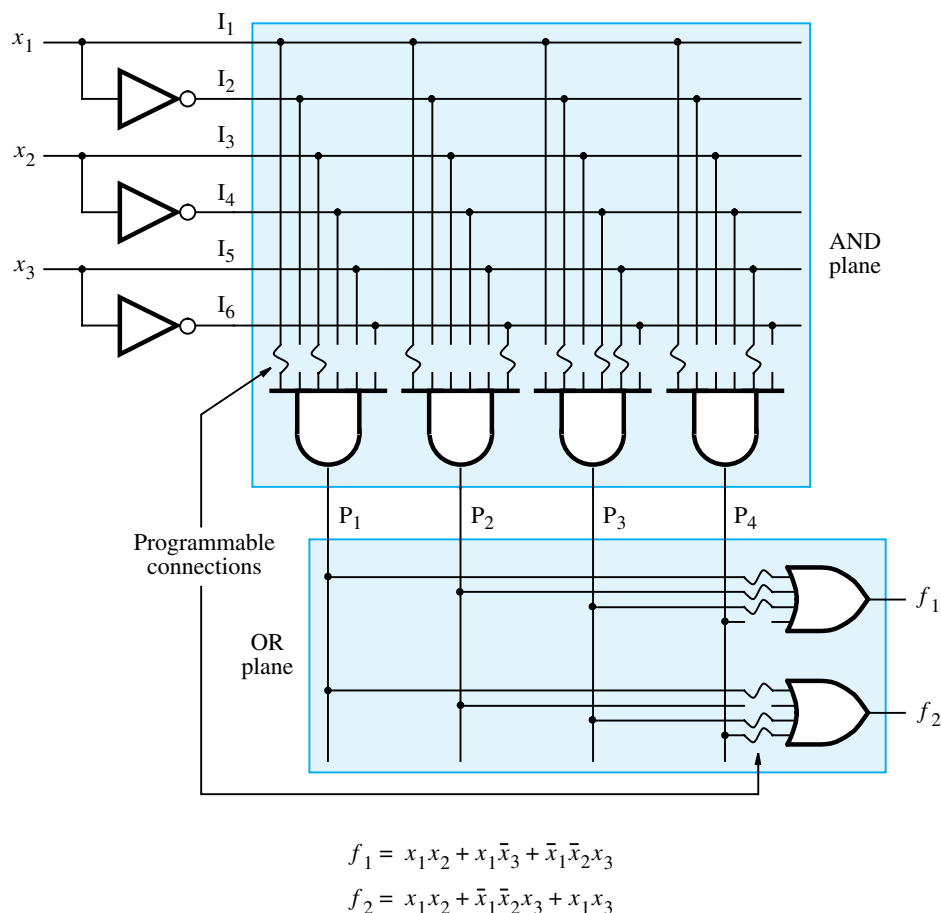 x₁
I₁
I₂
x₂
I₃
I₄
x₃
I₅
I₆
AND
plane
P₁
P₂
P₃
P₄
Programmable
connections
OR
plane
f₁
f₂
f₁ = x₁x₂ + x₁x̄₃ + x̄₁x̄₂x₃
f₂ = x₁x₂ + x̄₁x̄₂x₃ + x₁x₃